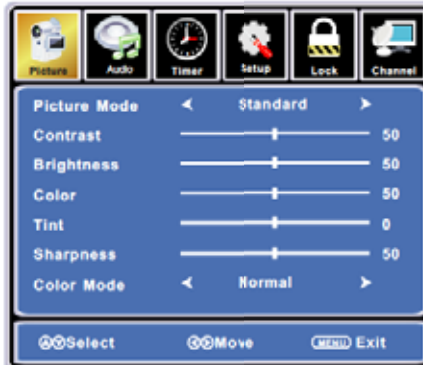 Picture Audo Timer Setup Lock Channel
Picture Mode Standard
Contrast 50
Brightness 50
Color 50
Tint 0
Sharpness 50
Color Mode Normal
Select Move MENU Exit